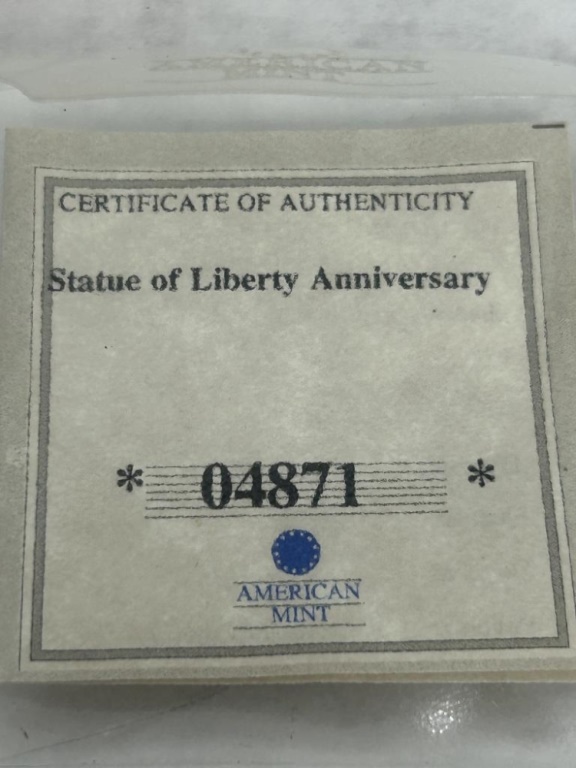 CERTIFICATE OF AUTHENTICITY
Statue of Liberty Anniversary
* 04871 *
AMERICAN
MINT